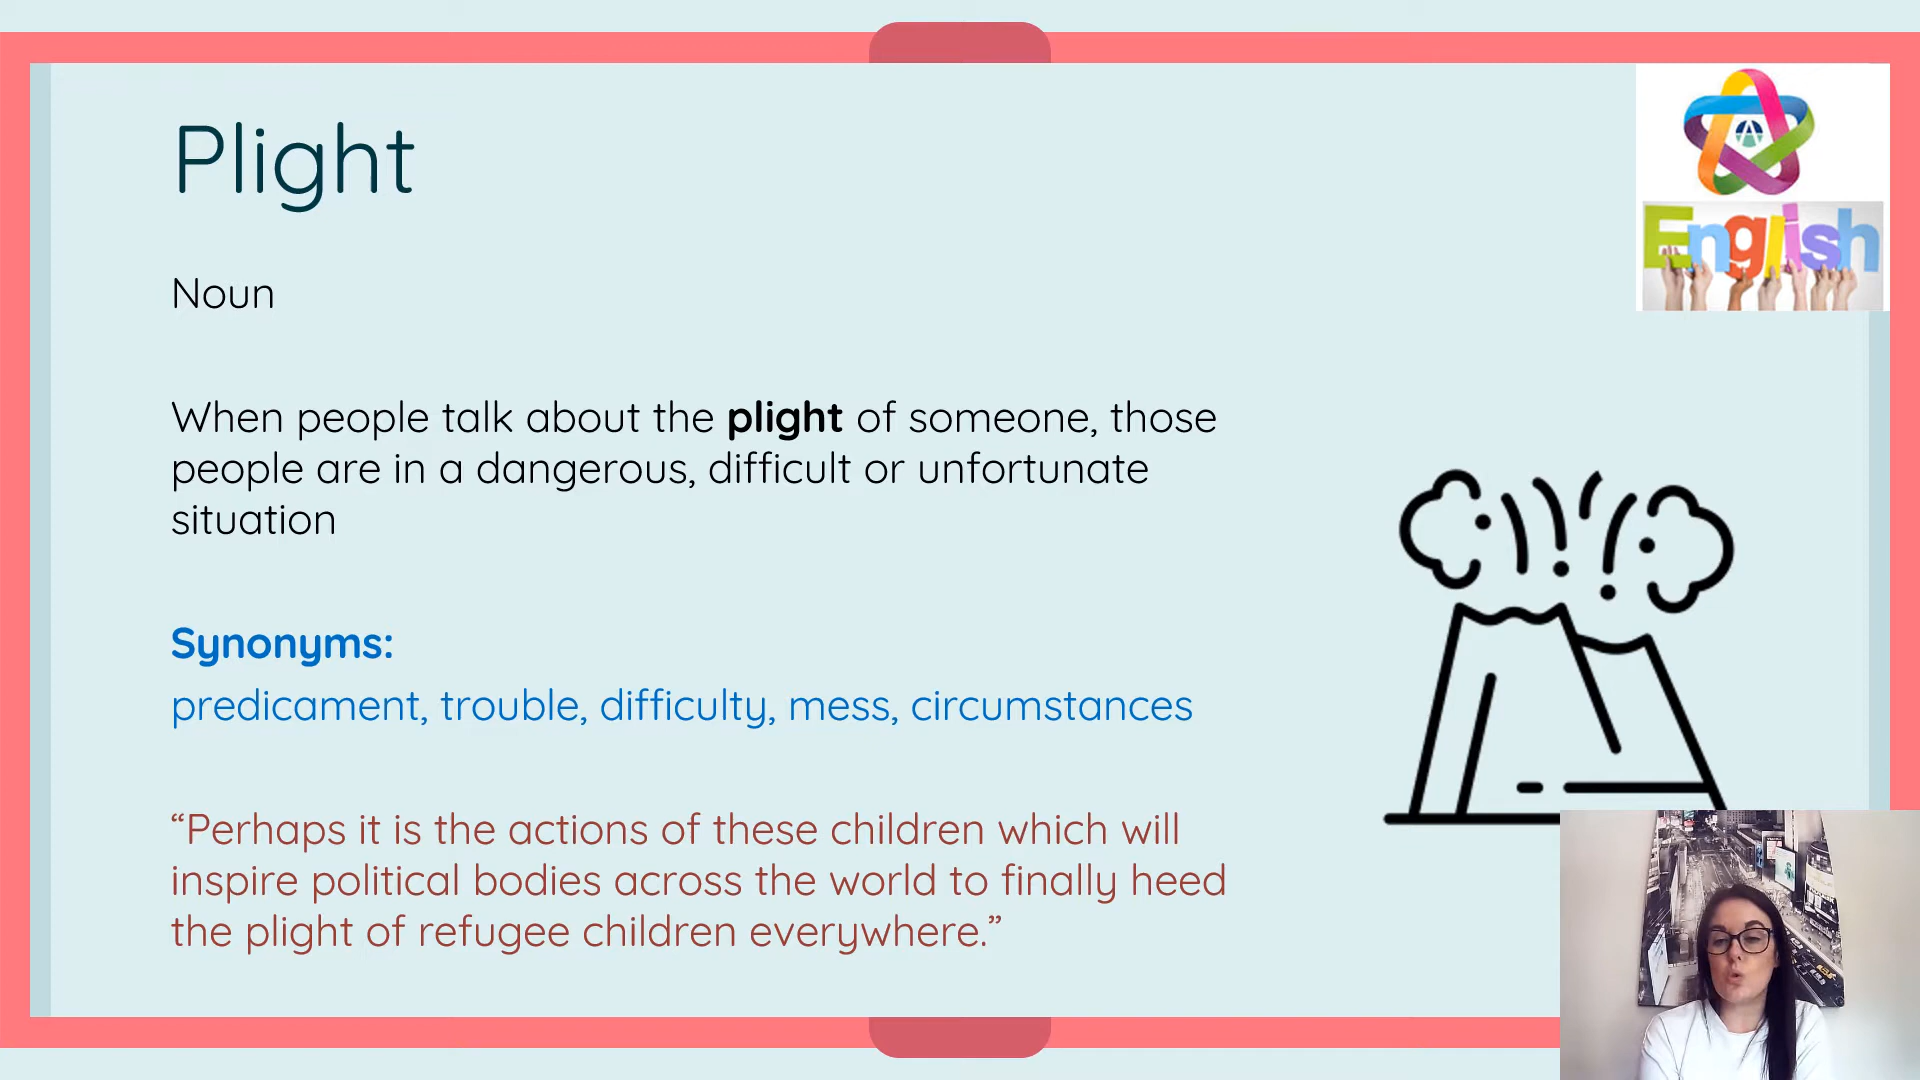 Plight
English
Noun
When people talk about the plight of someone, those
people are in a dangerous, difficult or unfortunate
situation
Synonyms:
predicament, trouble, difficulty, mess, circumstances
“Perhaps it is the actions of these children which will
inspire political bodies across the world to finally heed
the plight of refugee children everywhere.”